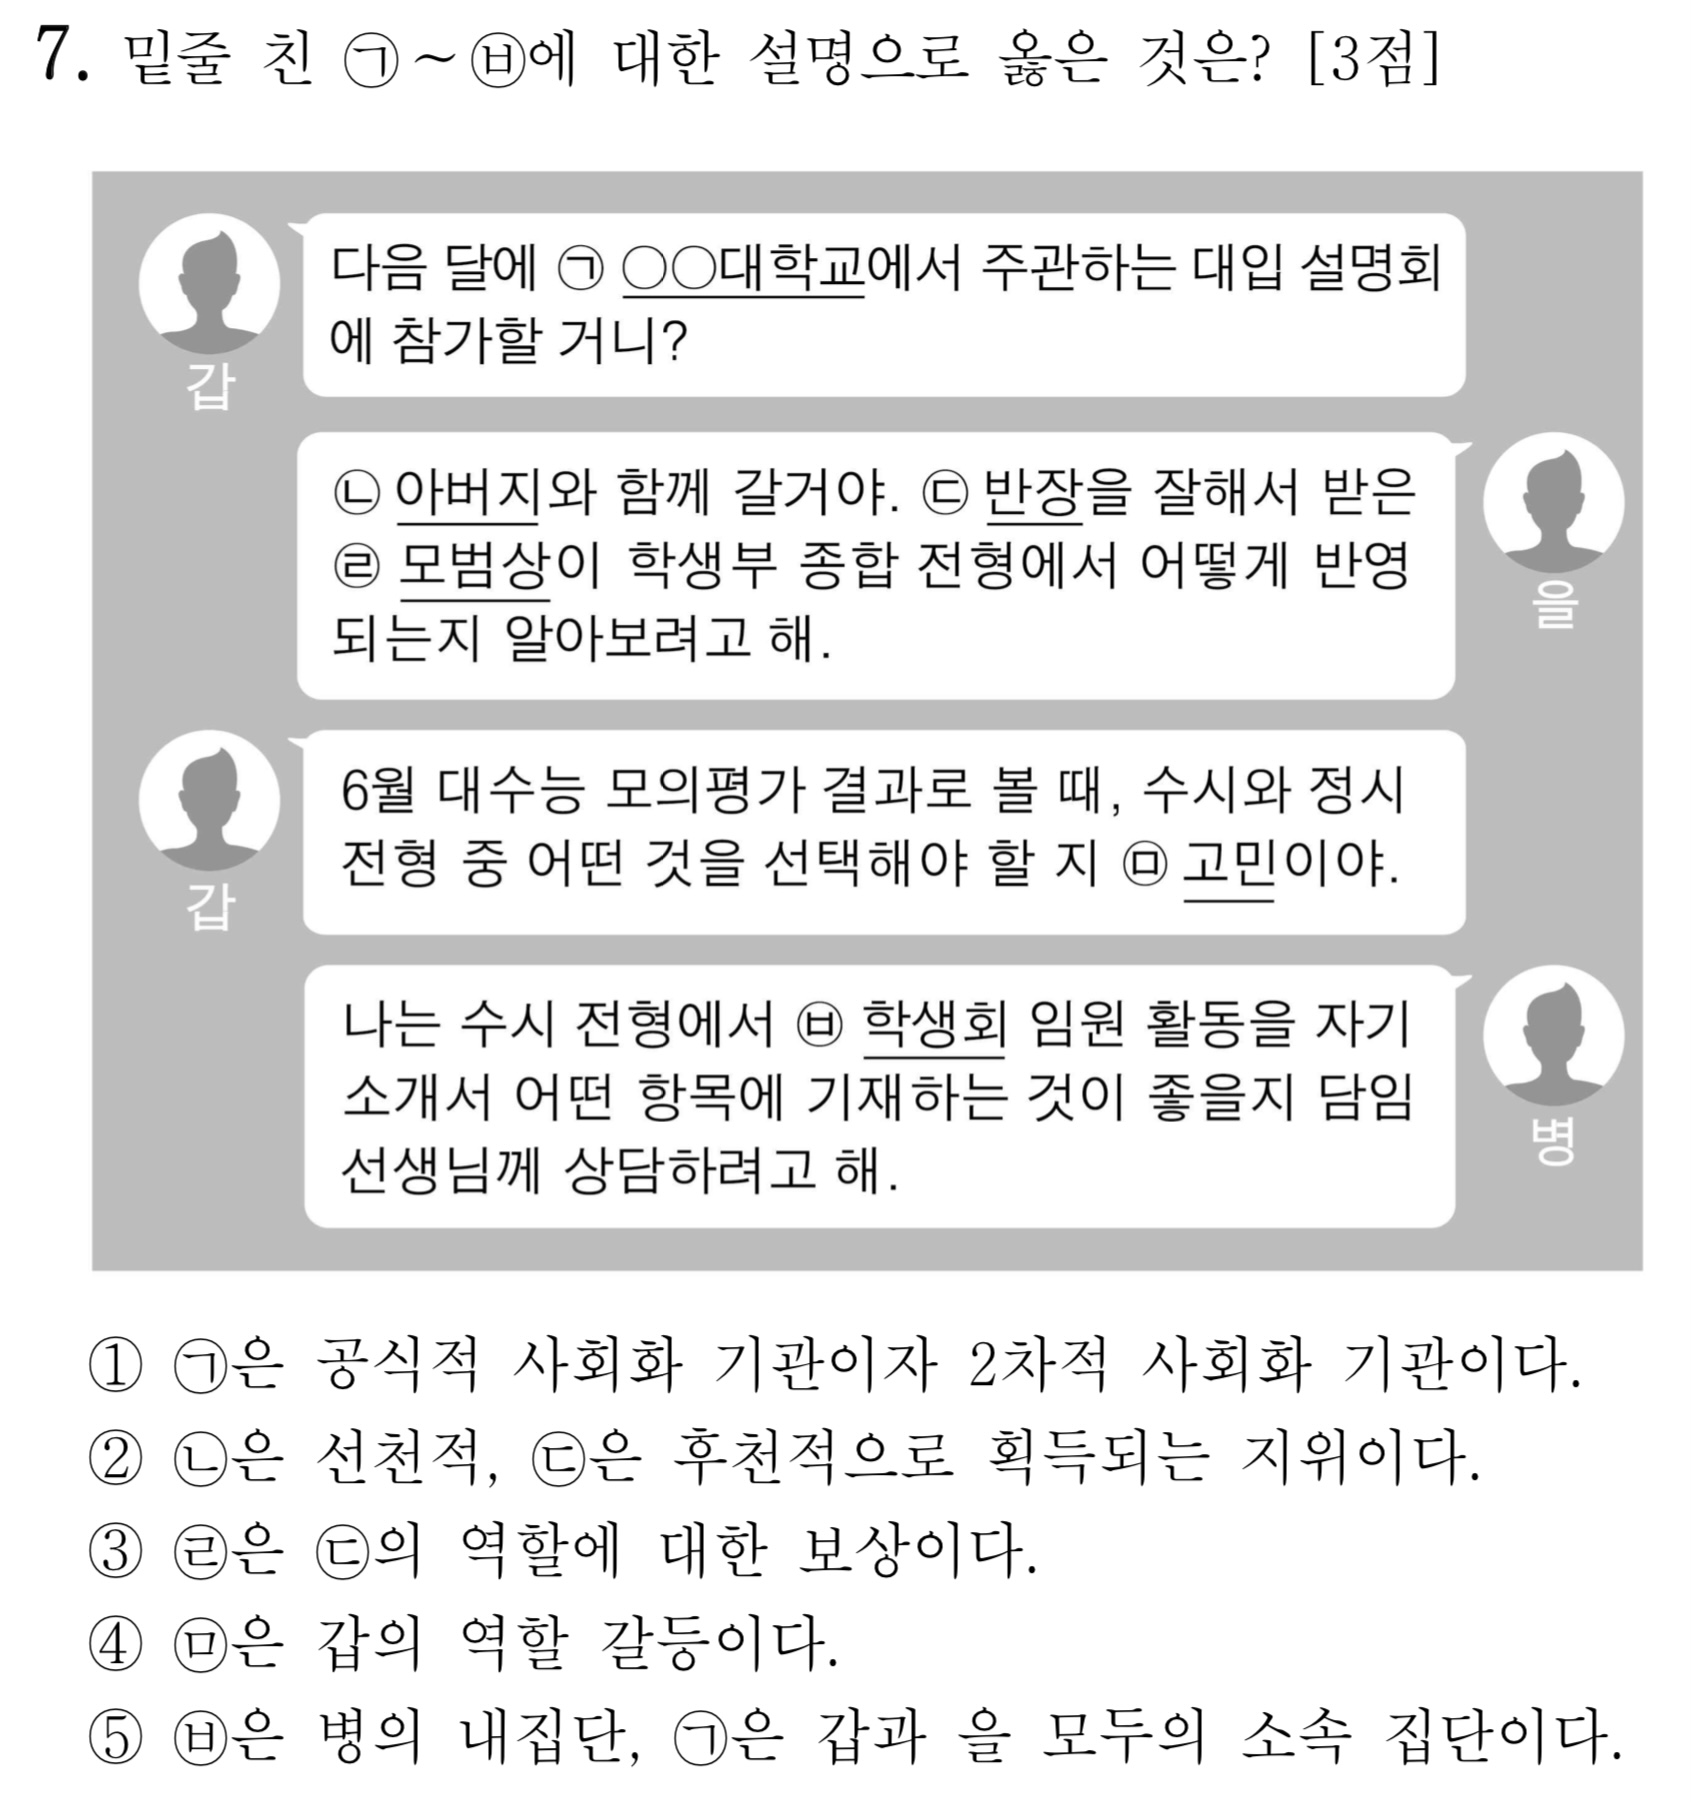 7. 밑줄 친 ㉠~㉥에 대한 설명으로 옳은 것은? [3점]
다음 달에 ㉠ ○○대학교에서 주관하는 대입 설명회
에 참가할 거니?
갑
㉡ 아버지와 함께 갈거야. ㉢ 반장을 잘해서 받은
㉣ 모범상이 학생부 종합 전형에서 어떻게 반영
되는지 알아보려고 해.
을
6월 대수능 모의평가 결과로 볼 때, 수시와 정시
전형 중 어떤 것을 선택해야 할 지 ㉤ 고민이야.
갑
나는 수시 전형에서 ㉥ 학생회 임원 활동을 자기
소개서 어떤 항목에 기재하는 것이 좋을지 담임
선생님께 상담하려고 해.
병
① ㉠은 공식적 사회화 기관이자 2차적 사회화 기관이다.
② ㉡은 선천적, ㉢은 후천적으로 획득되는 지위이다.
③ ㉣은 ㉢의 역할에 대한 보상이다.
④ ㉤은 갑의 역할 갈등이다.
⑤ ㉥은 병의 내집단, ㉠은 갑과 을 모두의 소속 집단이다.